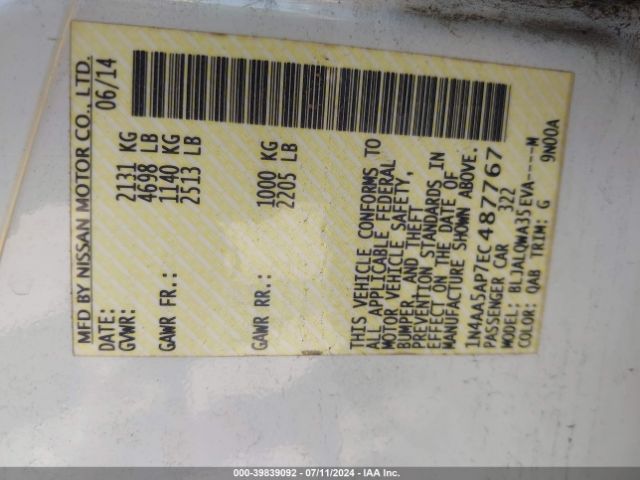 MFD BY NISSAN MOTOR CO., LTD.
DATE: 06/14
GVWR: 2131 KG
4698 LB
GAWR FR.: 1140 KG
2513 LB
GAWR RR.: 1000 KG
2205 LB
THIS VEHICLE CONFORMS TO
ALL APPLICABLE FEDERAL
MOTOR VEHICLE SAFETY,
BUMPER, AND THEFT
PREVENTION STANDARDS IN
EFFECT ON THE DATE OF
MANUFACTURE SHOWN ABOVE.
1N4AA5AP7EC487767
PASSENGER CAR 322
MODEL: BLJALQWA35EVA----M
COLOR: QAB TRIM: G 9N00A
000-39839092 - 07/11/2024 - IAA Inc.